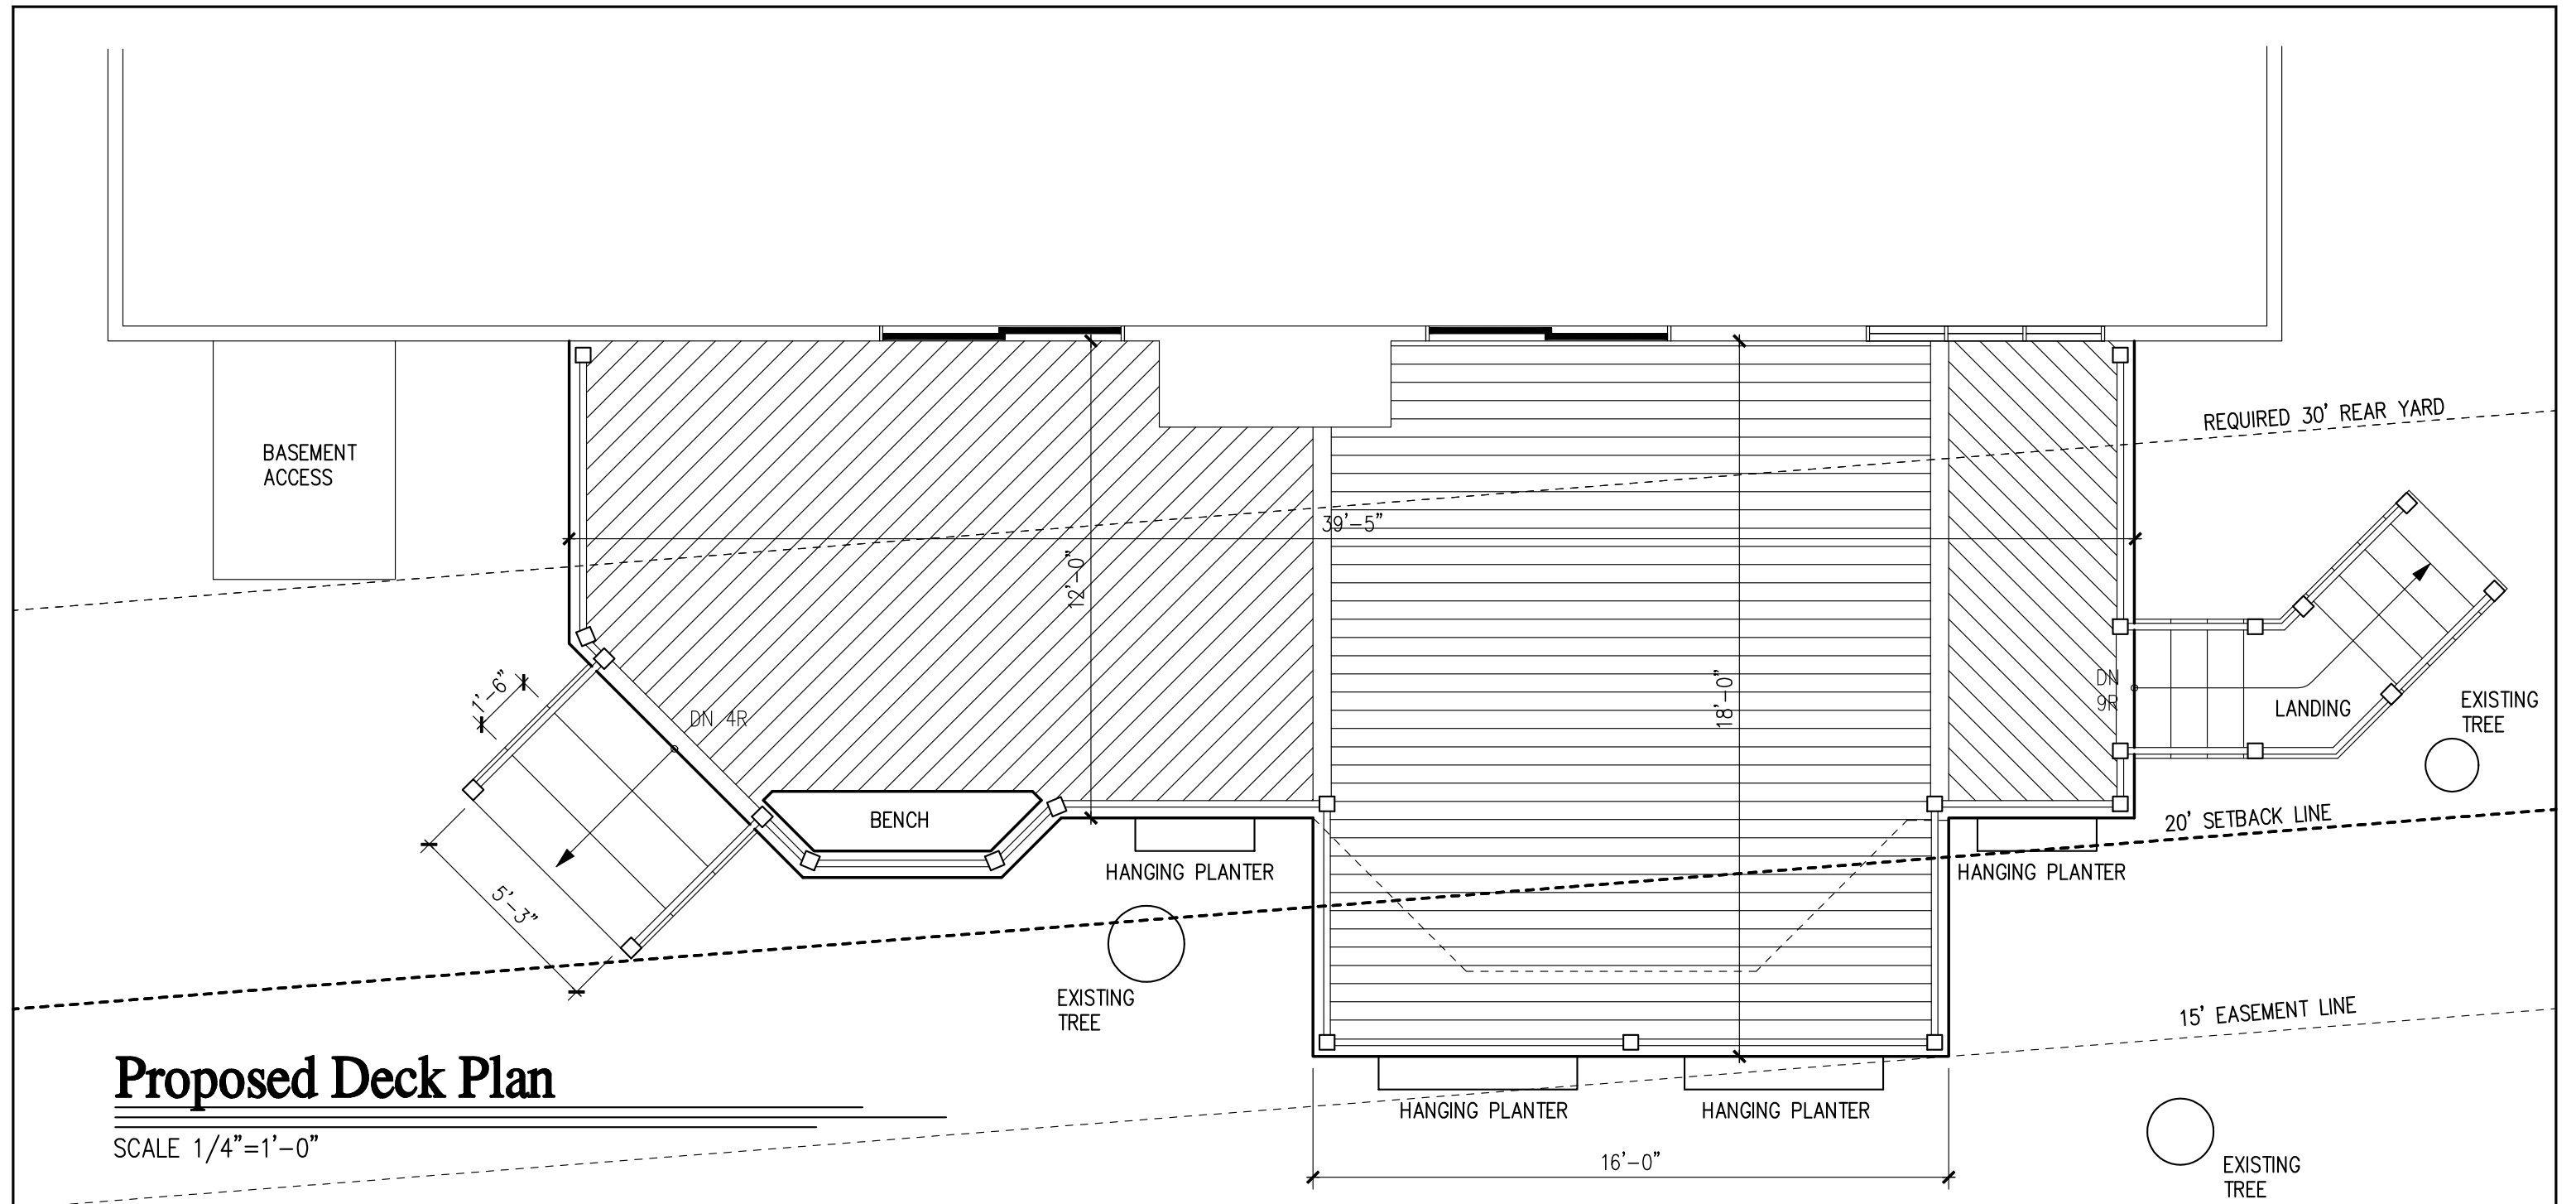 REQUIRED 30' REAR YARD
BASEMENT
ACCESS
39'-5"
12'-0"
18'-0"
1'-6"
DN 4R
DN
9R
LANDING
EXISTING
TREE
BENCH
20' SETBACK LINE
HANGING PLANTER
HANGING PLANTER
5'-3"
EXISTING
TREE
15' EASEMENT LINE
Proposed Deck Plan
HANGING PLANTER
HANGING PLANTER
SCALE 1/4"=1'-0"
16'-0"
EXISTING
TREE